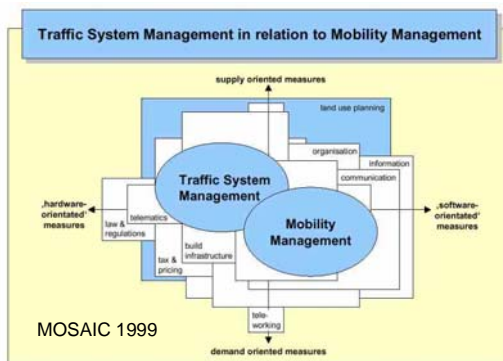 Traffic System Management in relation to Mobility Management
supply oriented measures
land use planning
organisation
information
communication
Traffic System
Management
‚hardware-
orientated'
measures
law &
regulations
telematics
tax &
pricing
build
infrastructure
Mobility
Management
‚software-
orientated'
measures
tele-
working
MOSAIC 1999
demand oriented measures